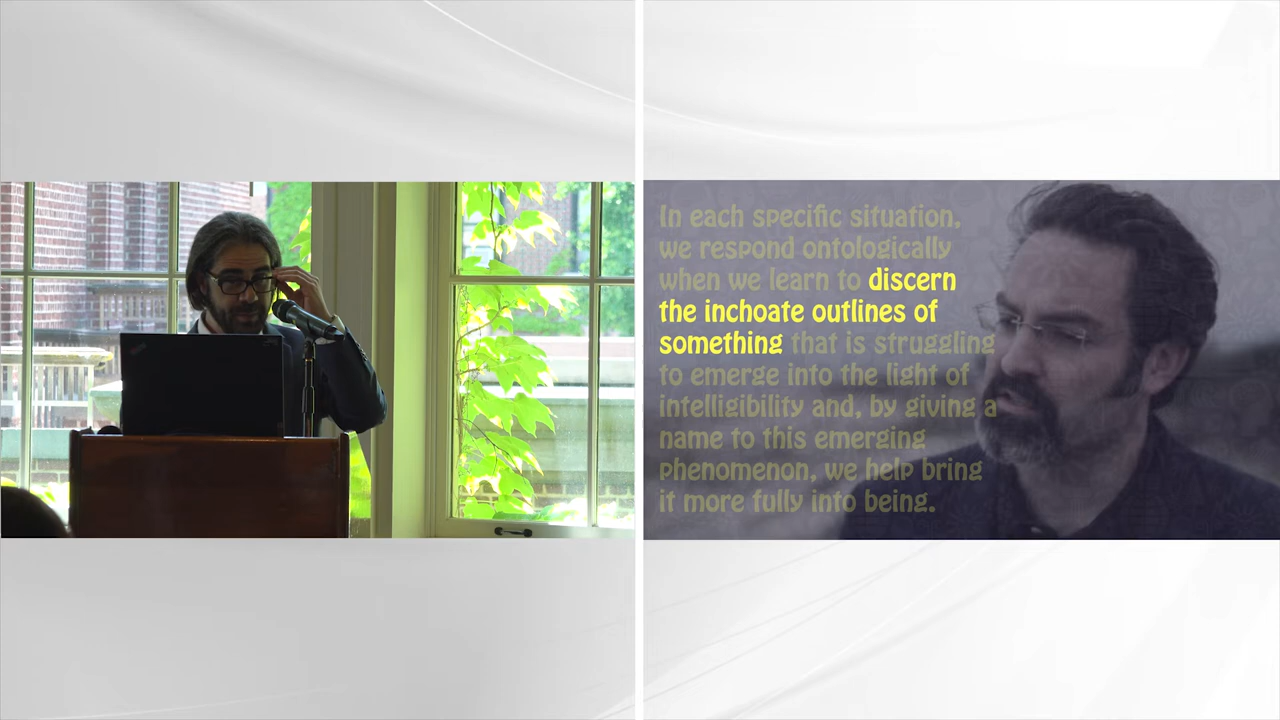 In each specific situation,
we respond ontologically
when we learn to discern
the inchoate outlines of
something that is struggling
to emerge into the light of
intelligibility and, by giving a
name to this emerging
phenomenon, we help bring
it more fully into being.